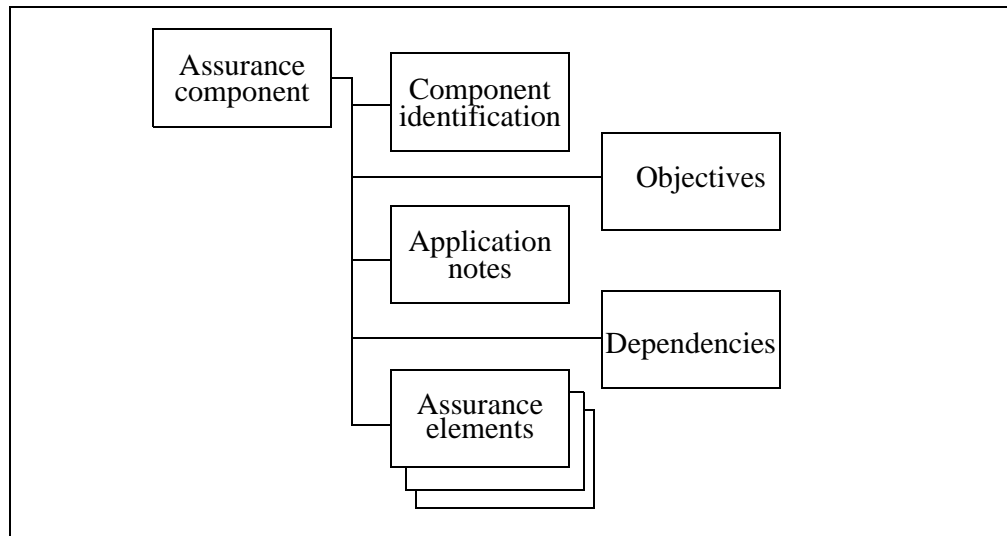 Assurance
component
Component
identification
Objectives
Application
notes
Dependencies
Assurance
elements